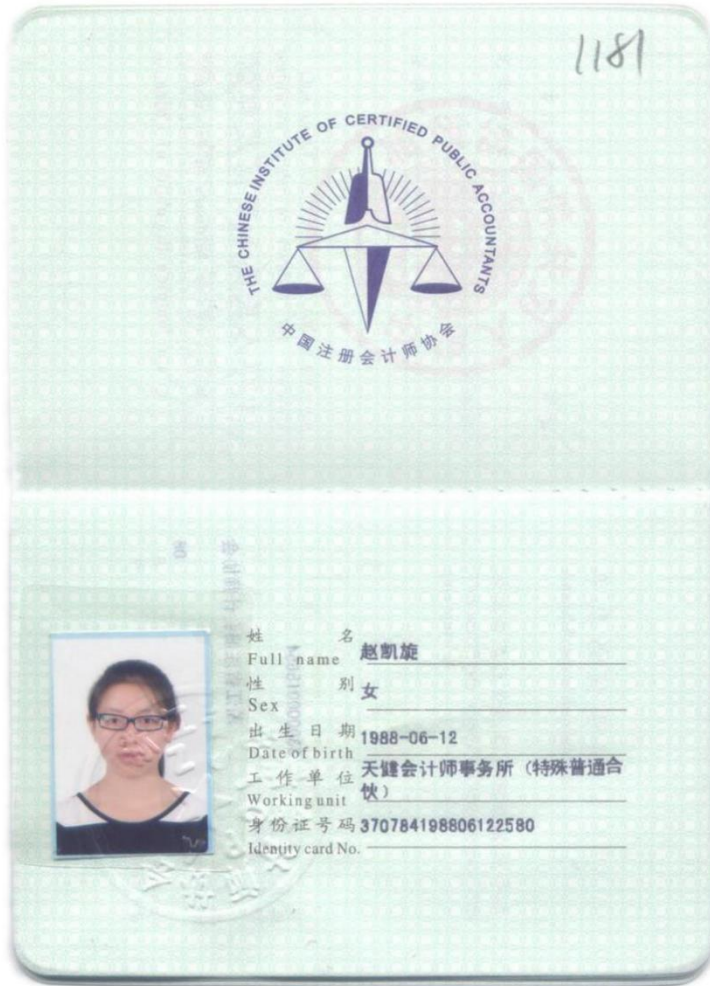 1181
THE CHINESE INSTITUTE OF CERTIFIED PUBLIC ACCOUNTANTS
中国注册会计师协会
姓 名 赵凯旋
Full name
性 别 女
Sex
出生日期 1988-06-12
Date of birth
工作单位 天健会计师事务所（特殊普通合
Working unit 伙）
身份证号码 370784198806122580
Identity card No.